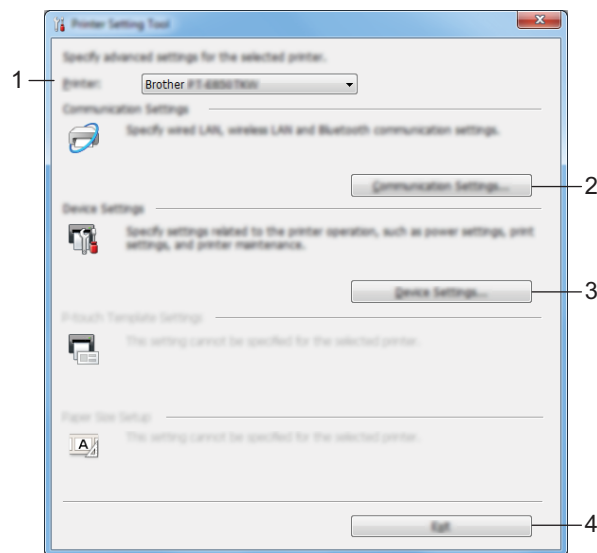 Printer Setting Tool
Specify advanced settings for the selected printer.
1
Printer: Brother
Communication Settings
Specify wired LAN, wireless LAN and Bluetooth communication settings.
Communication Settings... 2
Device Settings
Specify settings related to the printer operation, such as power settings, print
settings, and printer maintenance.
Device Settings... 3
P-touch Template Settings
This setting cannot be specified for the selected printer.
Paper Size Setup
A
This setting cannot be specified for the selected printer.
Exit 4